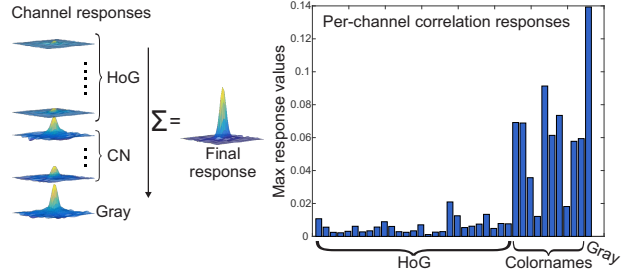 Channel responses
HoG
CN
Gray
Σ =
Final
response
Per-channel correlation responses
Max response values
0.14
0.12
0.1
0.08
0.06
0.04
0.02
0
HoG
Colornames
Gray